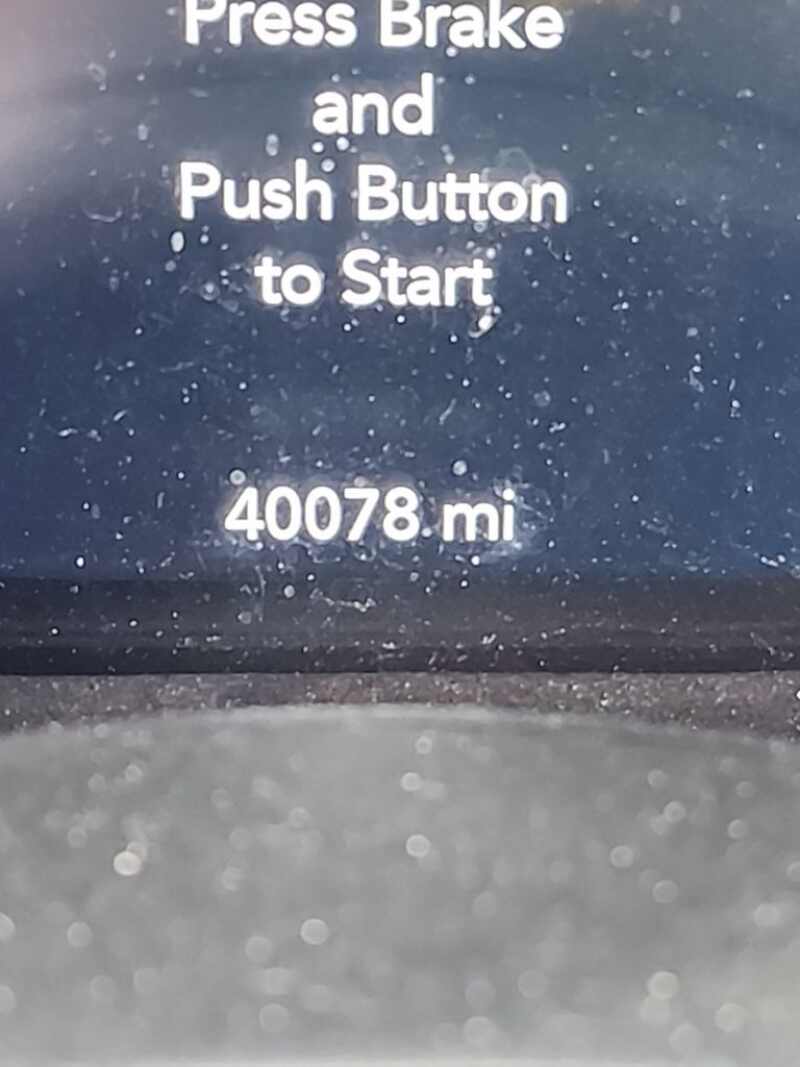 Press Brake
and
Push Button
to Start
40078 mi